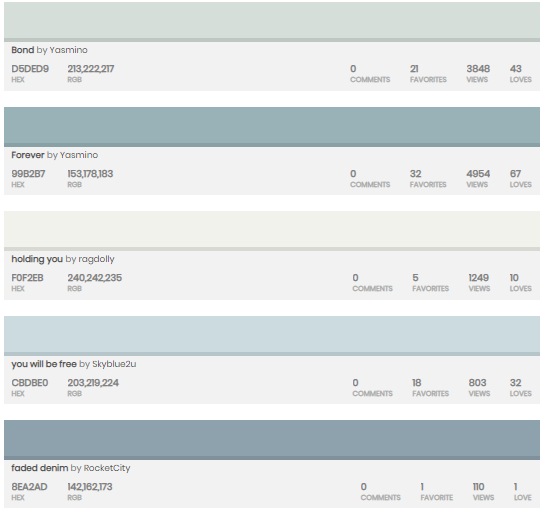 Bond by Yasmino
D5DED9 213,222,217 0 21 3848 43
HEX RGB COMMENTS FAVORITES VIEWS LOVES
Forever by Yasmino
99B2B7 153,178,183 0 32 4954 67
HEX RGB COMMENTS FAVORITES VIEWS LOVES
holding you by ragdolly
F0F2EB 240,242,235 0 5 1249 10
HEX RGB COMMENTS FAVORITES VIEWS LOVES
you will be free by Skyblue2u
CBDBE0 203,219,224 0 18 803 32
HEX RGB COMMENTS FAVORITES VIEWS LOVES
faded denim by RocketCity
8EA2AD 142,162,173 0 1 110 1
HEX RGB COMMENTS FAVORITE VIEWS LOVE